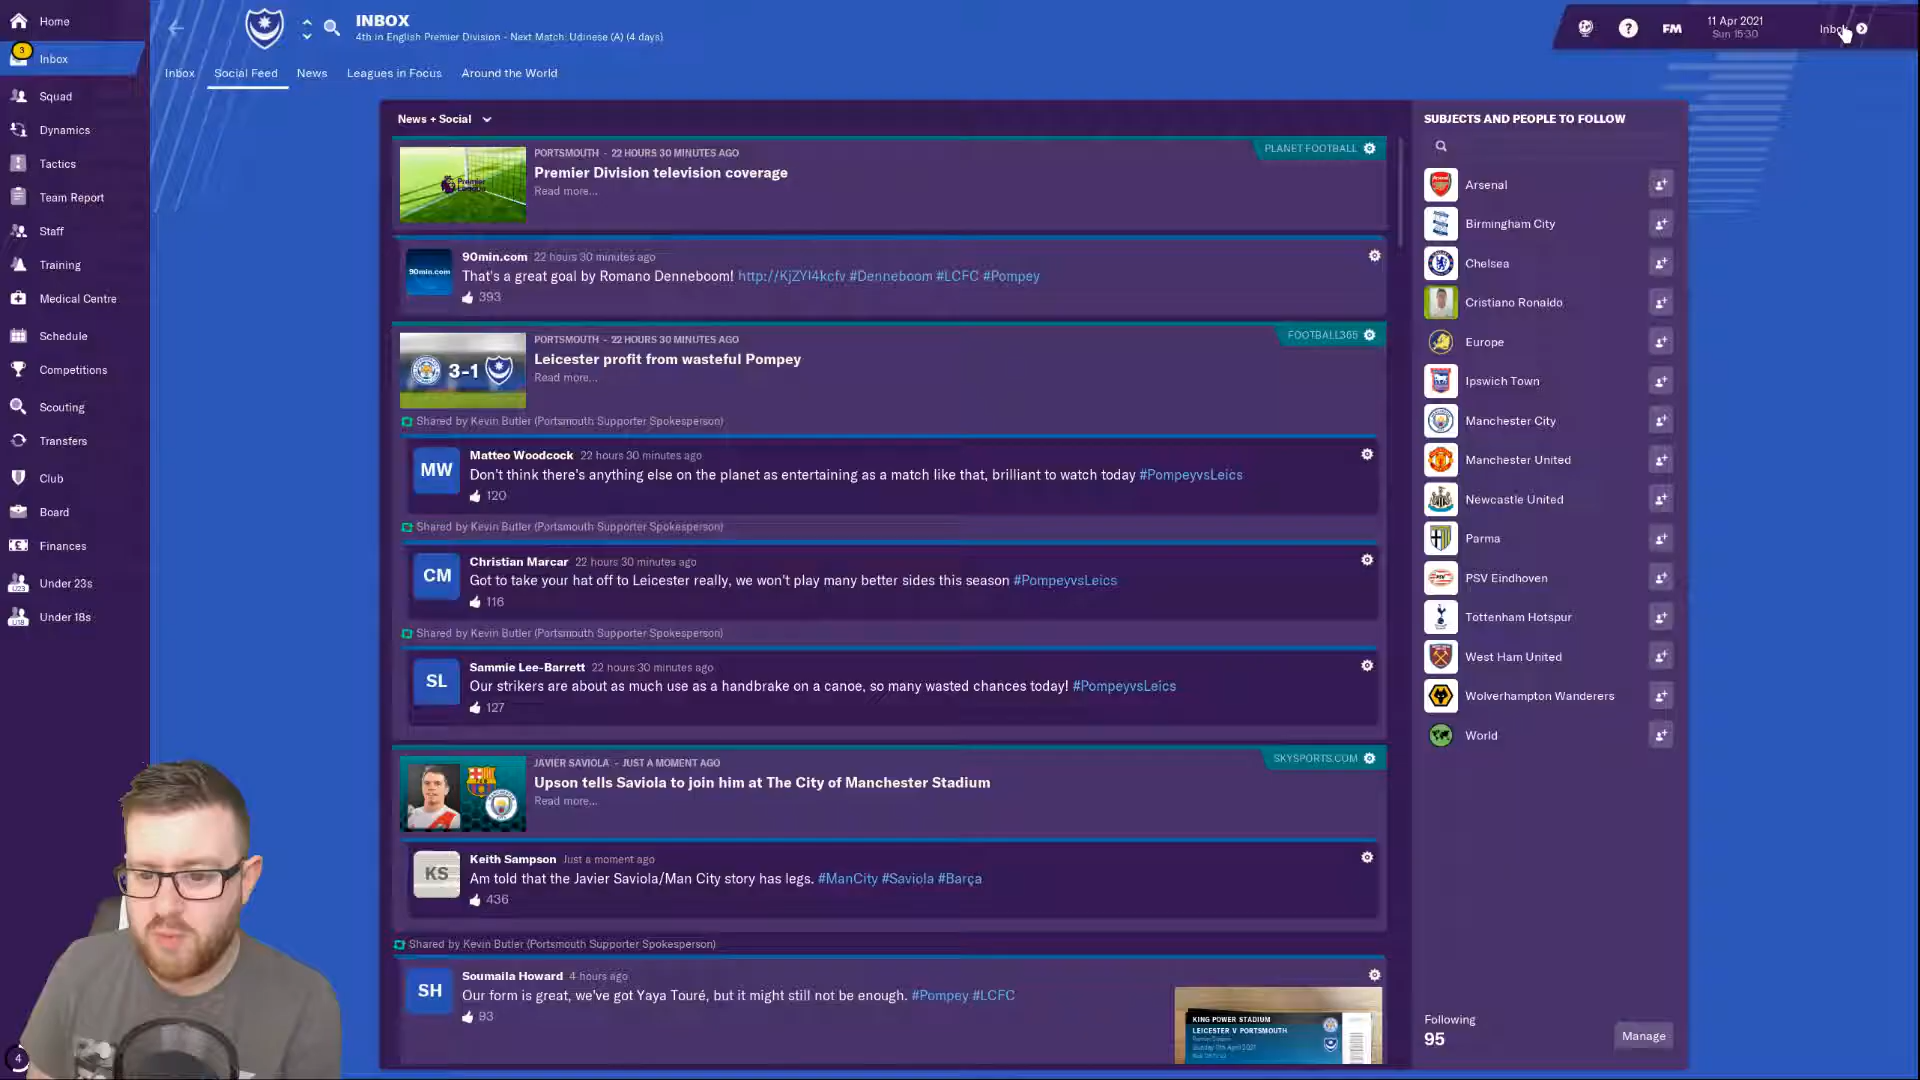 Home
3
Inbox
Squad
Dynamics
Tactics
Team Report
Staff
Training
Medical Centre
Schedule
Competitions
Scouting
Transfers
Club
Board
Finances
U23
Under 23s
U18
Under 18s
4
INBOX
4th in English Premier Division - Next Match: Udinese (A) (4 days)
?
FM
11 Apr 2021
Sun 15:30
Inbox
Inbox
Social Feed
News
Leagues in Focus
Around the World
News + Social
PORTSMOUTH - 22 HOURS 30 MINUTES AGO
PLANET FOOTBALL
Premier Division television coverage
Read more...
90min.com
90min.com 22 hours 30 minutes ago
That's a great goal by Romano Denneboom! http://KjZYI4kcfv #Denneboom #LCFC #Pompey
393
PORTSMOUTH - 22 HOURS 30 MINUTES AGO
FOOTBALL365
3-1
Leicester profit from wasteful Pompey
Read more...
Shared by Kevin Butler (Portsmouth Supporter Spokesperson)
MW
Matteo Woodcock 22 hours 30 minutes ago
Don't think there's anything else on the planet as entertaining as a match like that, brilliant to watch today #PompeyvsLeics
120
Shared by Kevin Butler (Portsmouth Supporter Spokesperson)
CM
Christian Marcar 22 hours 30 minutes ago
Got to take your hat off to Leicester really, we won't play many better sides this season #PompeyvsLeics
116
Shared by Kevin Butler (Portsmouth Supporter Spokesperson)
SL
Sammie Lee-Barrett 22 hours 30 minutes ago
Our strikers are about as much use as a handbrake on a canoe, so many wasted chances today! #PompeyvsLeics
127
JAVIER SAVIOLA - JUST A MOMENT AGO
SKYSPORTS.COM
Upson tells Saviola to join him at The City of Manchester Stadium
Read more...
KS
Keith Sampson Just a moment ago
Am told that the Javier Saviola/Man City story has legs. #ManCity #Saviola #Barça
436
Shared by Kevin Butler (Portsmouth Supporter Spokesperson)
SH
Soumaila Howard 4 hours ago
Our form is great, we've got Yaya Touré, but it might still not be enough. #Pompey #LCFC
93
KING POWER STADIUM
LEICESTER V PORTSMOUTH
SUBJECTS AND PEOPLE TO FOLLOW
Arsenal
Birmingham City
Chelsea
Cristiano Ronaldo
Europe
Ipswich Town
Manchester City
Manchester United
Newcastle United
Parma
PSV Eindhoven
Tottenham Hotspur
West Ham United
Wolverhampton Wanderers
World
Following
95
Manage